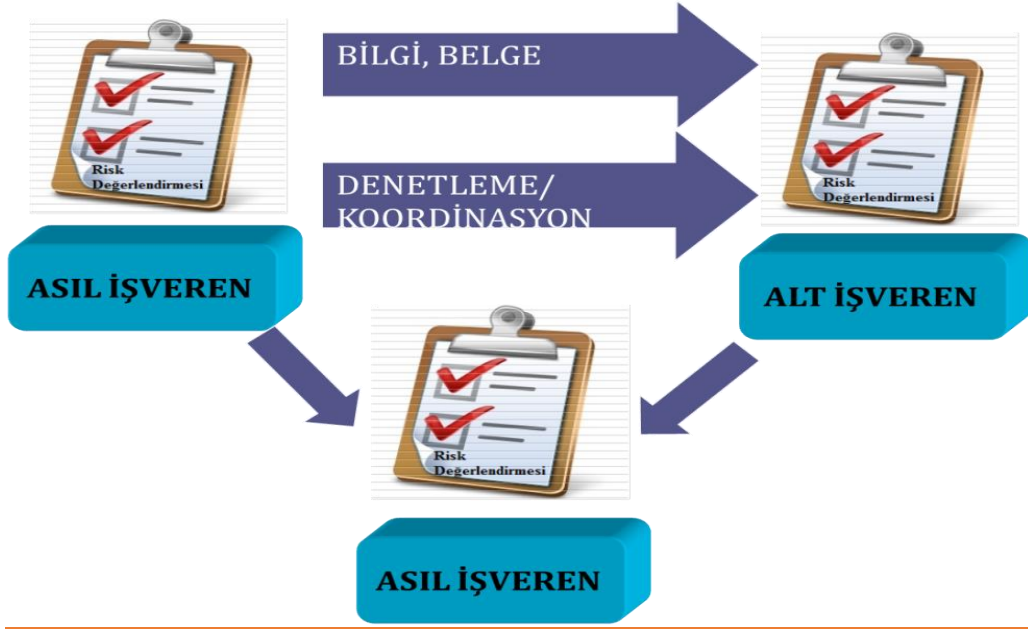 BİLGİ, BELGE
Risk
Değerlendirmesi
Risk
Değerlendirmesi
DENETLEME/
KOORDİNASYON
ASIL İŞVEREN
ALT İŞVEREN
Risk
Değerlendirmesi
ASIL İŞVEREN